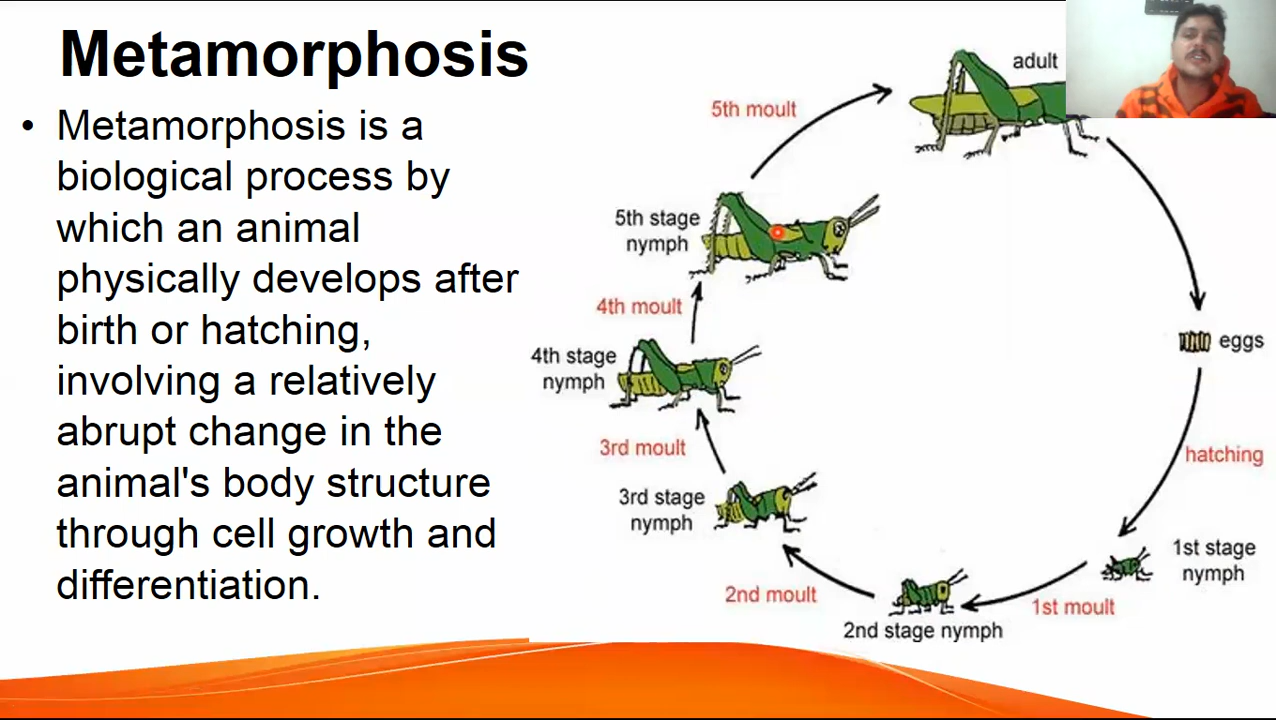 Metamorphosis
• Metamorphosis is a
biological process by
which an animal
physically develops after
birth or hatching,
involving a relatively
abrupt change in the
animal's body structure
through cell growth and
differentiation.
adult
5th moult
5th stage
nymph
4th moult
4th stage
nymph
3rd moult
3rd stage
nymph
2nd moult
2nd stage nymph
1st moult
1st stage
nymph
hatching
eggs